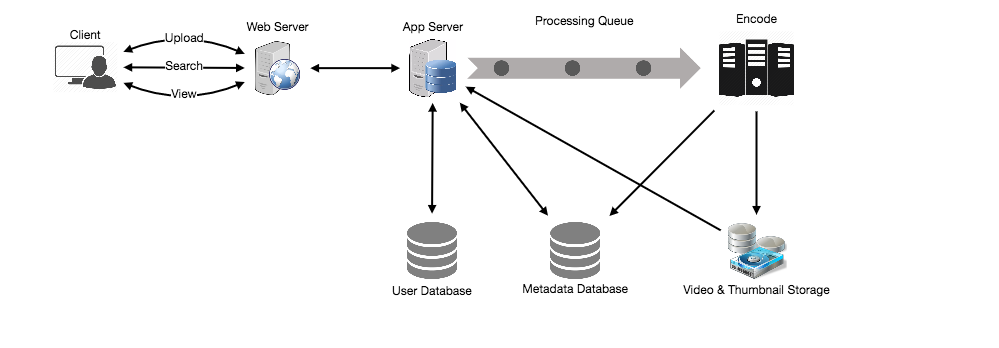 Client
Upload
Search
View
Web Server
App Server
Processing Queue
Encode
User Database
Metadata Database
Video & Thumbnail Storage